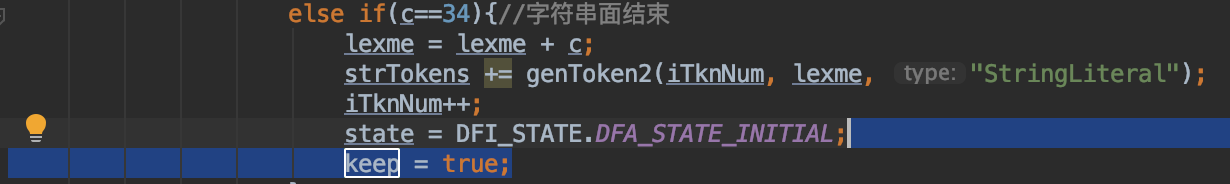 else if(c==34){//字符串面结束
lexme = lexme + c;
strTokens += genToken2(iTknNum, lexme, type: "StringLiteral");
iTknNum++;
state = DFI_STATE.DFA_STATE_INITIAL;
keep = true;